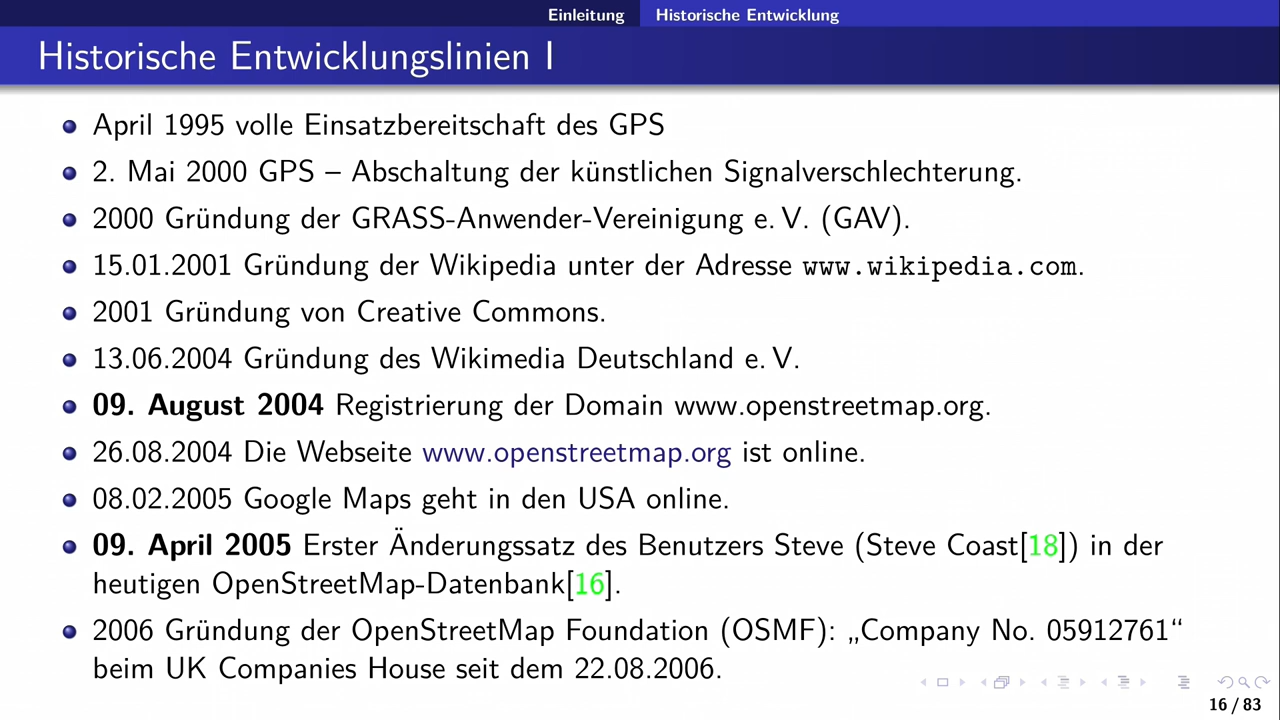 Einleitung Historische Entwicklung
Historische Entwicklungslinien I
April 1995 volle Einsatzbereitschaft des GPS
2. Mai 2000 GPS – Abschaltung der künstlichen Signalverschlechterung.
2000 Gründung der GRASS-Anwender-Vereinigung e. V. (GAV).
15.01.2001 Gründung der Wikipedia unter der Adresse www.wikipedia.com.
2001 Gründung von Creative Commons.
13.06.2004 Gründung des Wikimedia Deutschland e. V.
09. August 2004 Registrierung der Domain www.openstreetmap.org.
26.08.2004 Die Webseite www.openstreetmap.org ist online.
08.02.2005 Google Maps geht in den USA online.
09. April 2005 Erster Änderungssatz des Benutzers Steve (Steve Coast[18]) in der
heutigen OpenStreetMap-Datenbank[16].
2006 Gründung der OpenStreetMap Foundation (OSMF): „Company No. 05912761“
beim UK Companies House seit dem 22.08.2006.
16 / 83